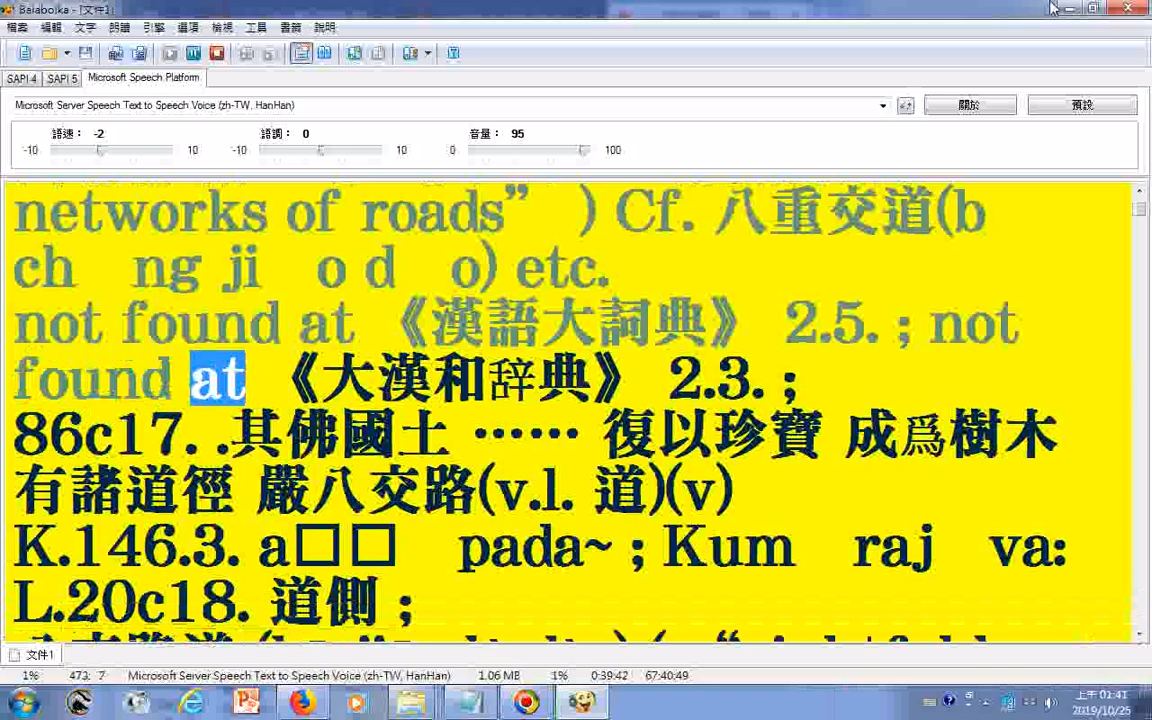 Balabolka - [文件1]
檔案 編輯 文字 朗讀 引擎 選項 檢視 工具 書籤 說明
SAPI 4 SAPI 5 Microsoft Speech Platform
Microsoft Server Speech Text to Speech Voice (zh-TW, HanHan) 關於 預設
語速： -2 語調： 0 音量： 95
-10 10 -10 10 0 100
networks of roads” ) Cf. 八重交道(b
ch ng ji o d o) etc.
not found at 《漢語大詞典》 2.5. ; not
found at 《大漢和辞典》 2.3. ;
86c17. .其佛國土 …… 復以珍寶 成爲樹木
有諸道徑 嚴八交路(v.l. 道)(v)
K.146.3. a□□ pada~ ; Kum raj va:
L.20c18. 道側 ;
文件1
1% 473: 7 Microsoft Server Speech Text to Speech Voice (zh-TW, HanHan) 1.06 MB 1% 0:39:42 67:40:49
上午 01:41
2019/10/25